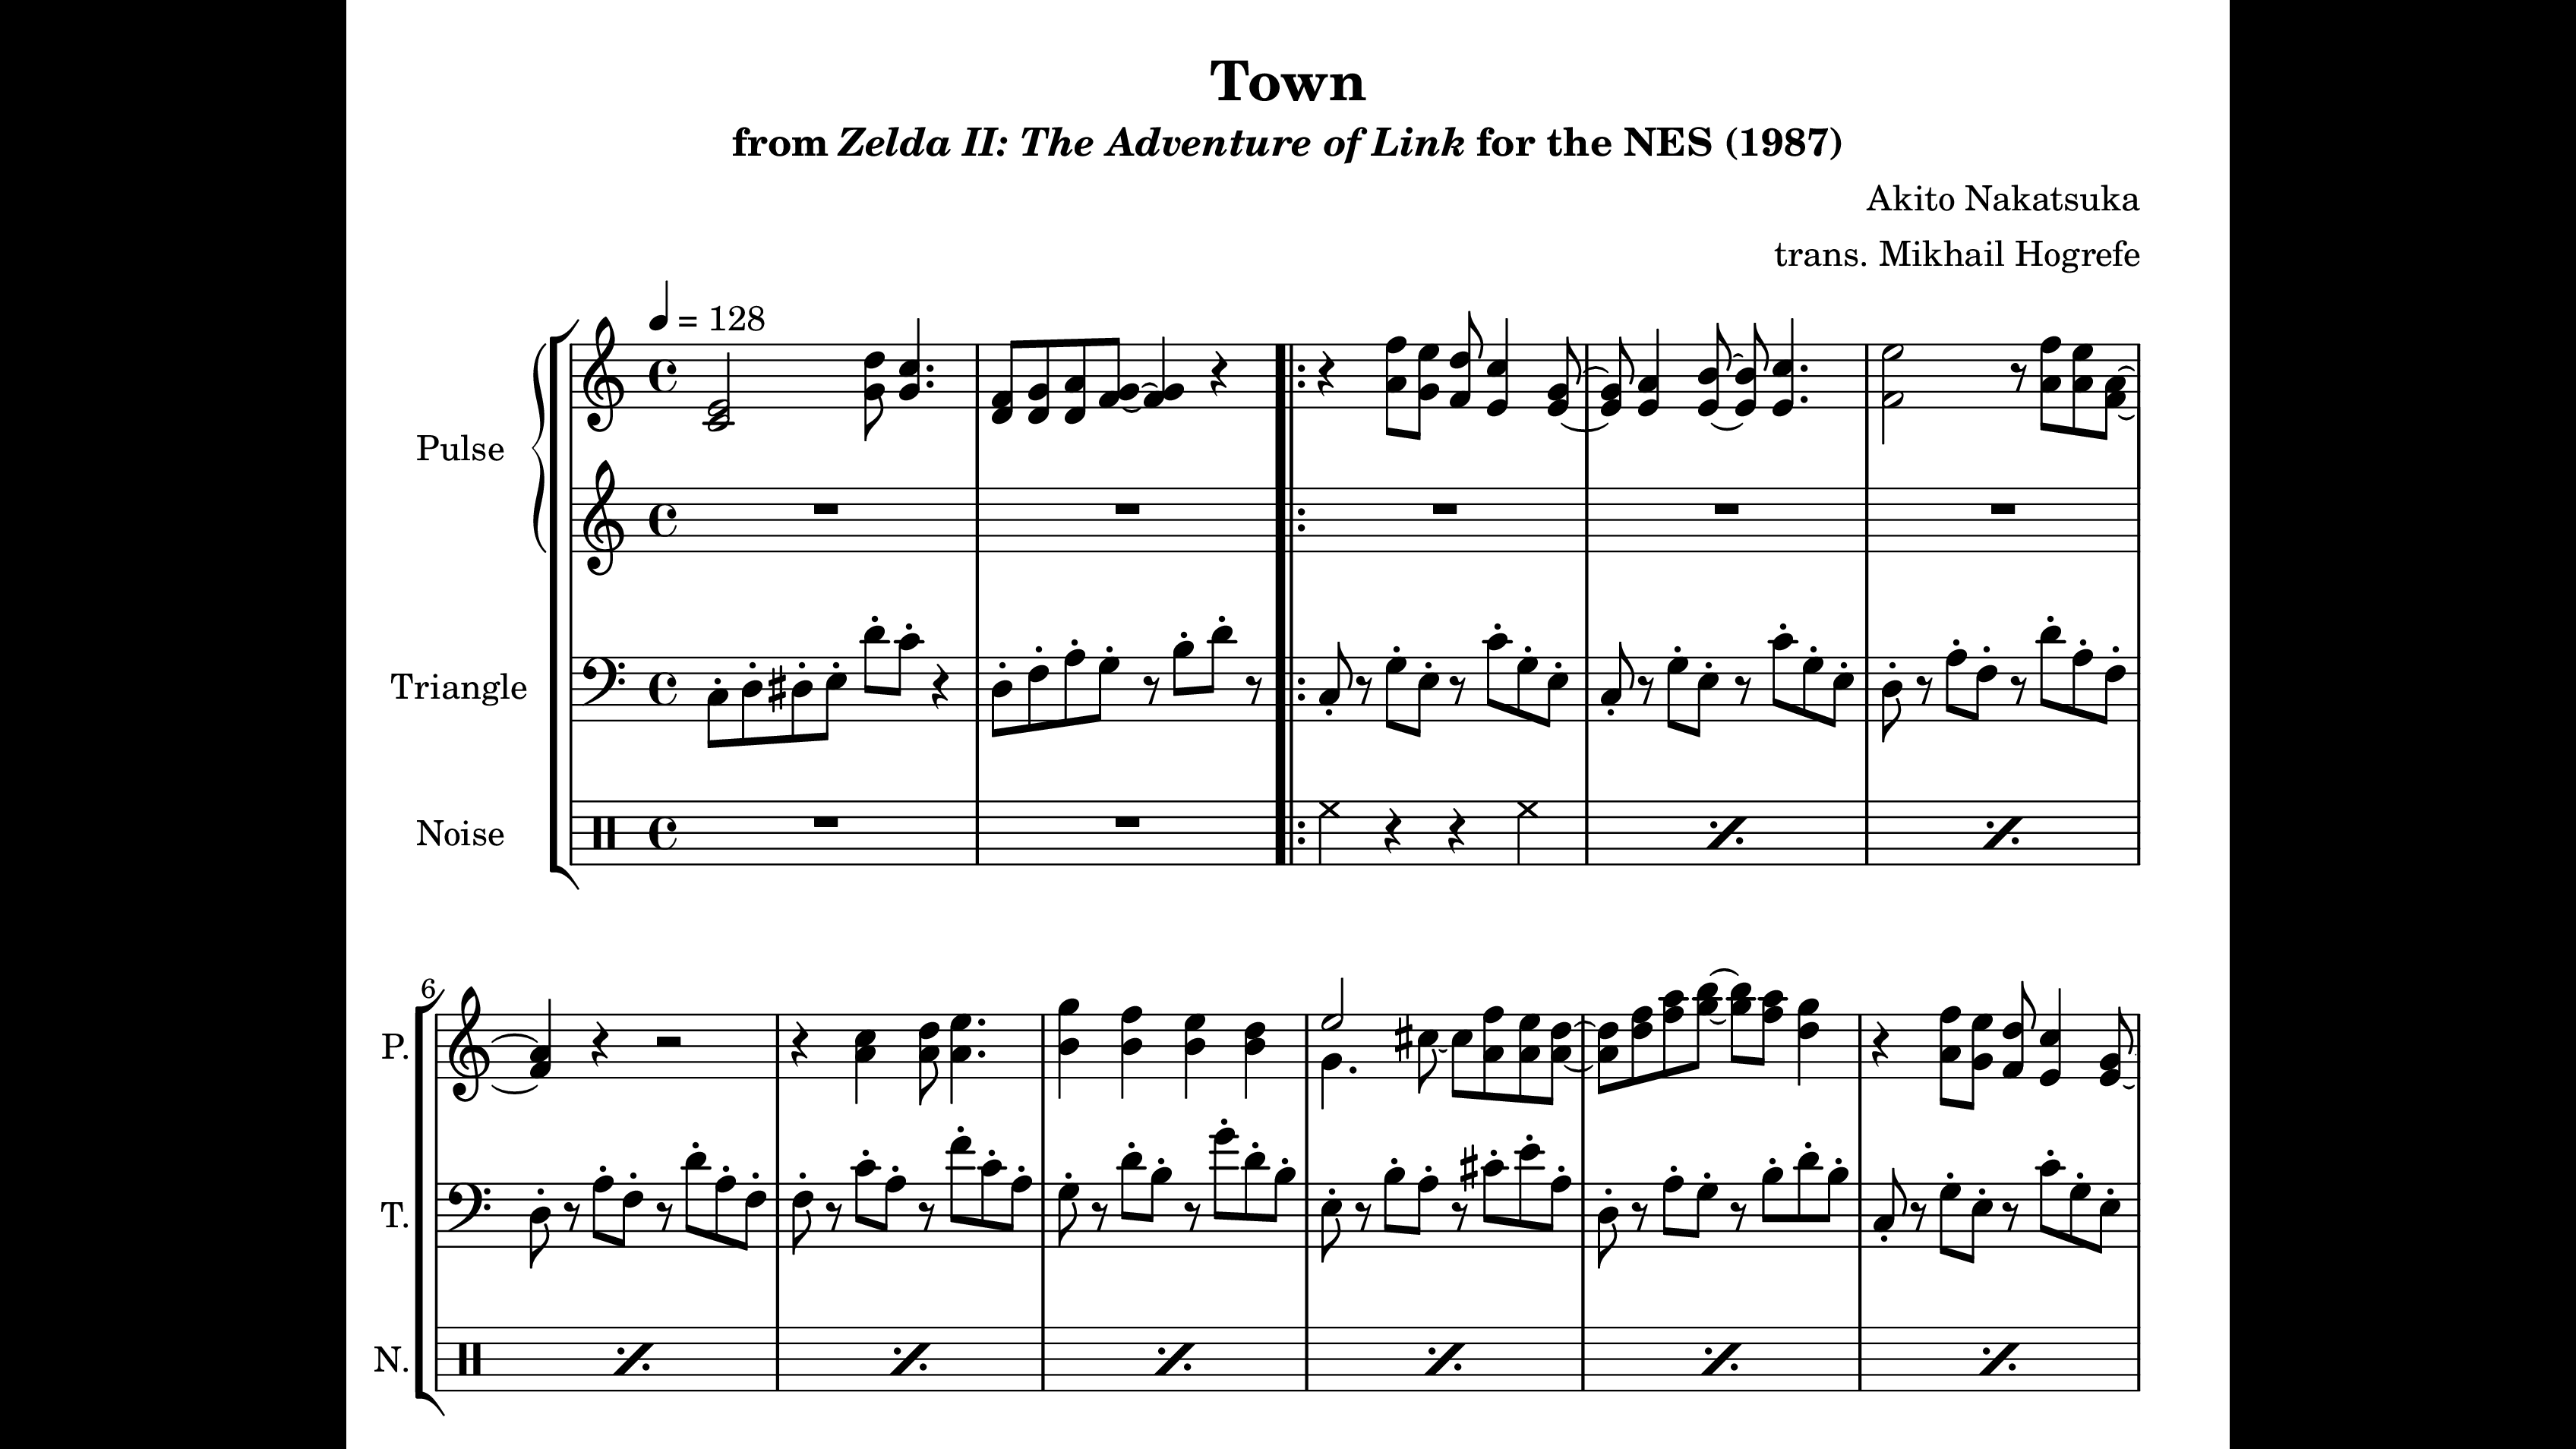 Town
from Zelda II: The Adventure of Link for the NES (1987)
Akito Nakatsuka
trans. Mikhail Hogrefe
= 128
Pulse
Triangle
Noise
6
P.
T.
N.